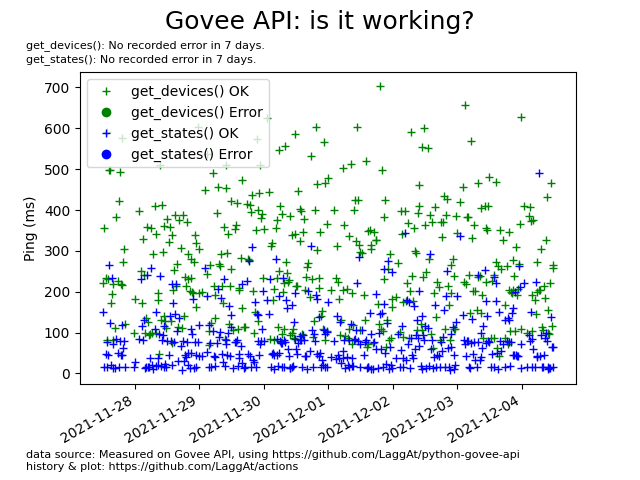 Govee API: is it working?
get_devices(): No recorded error in 7 days.
get_states(): No recorded error in 7 days.
get_devices() OK
get_devices() Error
get_states() OK
get_states() Error
Ping (ms)
700
600
500
400
300
200
100
0
2021-11-28
2021-11-29
2021-11-30
2021-12-01
2021-12-02
2021-12-03
2021-12-04
data source: Measured on Govee API, using https://github.com/LaggAt/python-govee-api
history & plot: https://github.com/LaggAt/actions